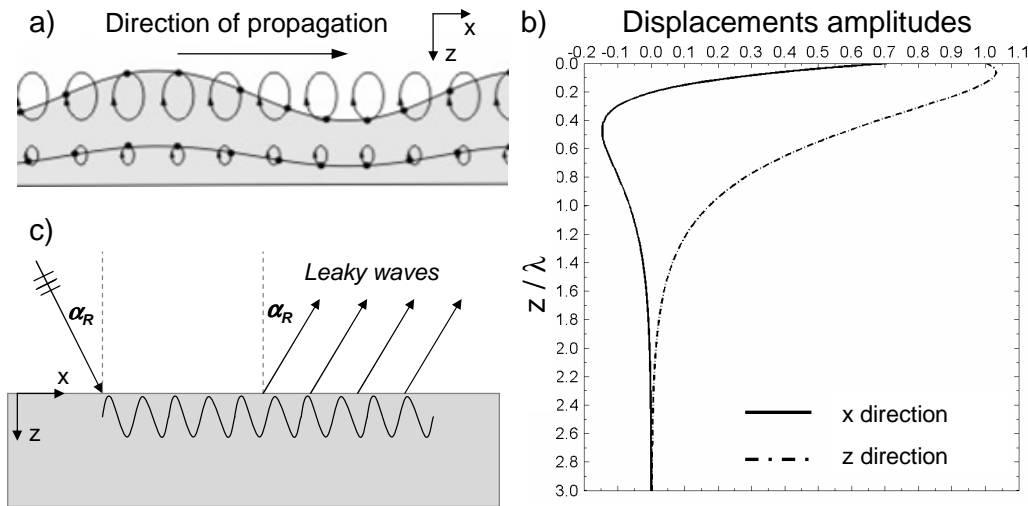 a)
Direction of propagation
x
z
b)
Displacements amplitudes
-0.2 -0.1 0.0 0.1 0.2 0.3 0.4 0.5 0.6 0.7 0.8 0.9 1.0 1.1
0.0
0.2
0.4
0.6
0.8
1.0
1.2
1.4
1.6
1.8
2.0
2.2
2.4
2.6
2.8
3.0
z / λ
x direction
z direction
c)
Leaky waves
α_R
α_R
x
z